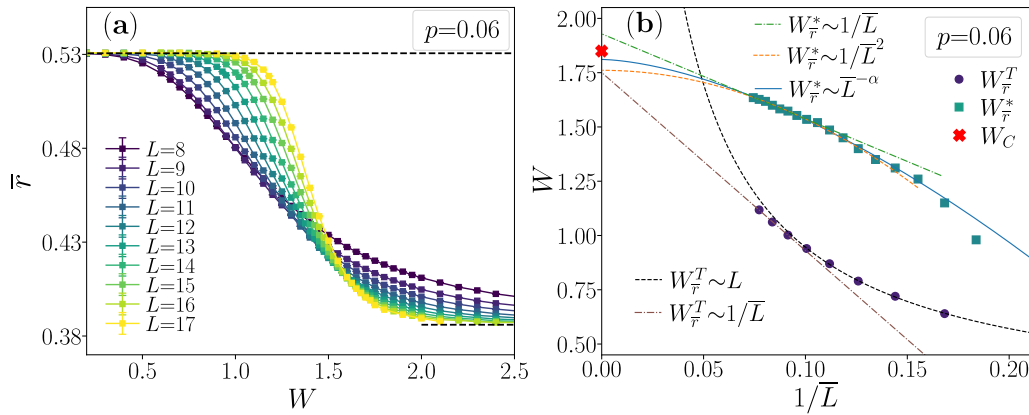 (a)
p=0.06
0.53
0.48
0.43
0.38
r̅
L=8
L=9
L=10
L=11
L=12
L=13
L=14
L=15
L=16
L=17
0.5
1.0
1.5
2.0
2.5
W
(b)
p=0.06
2.00
1.75
1.50
1.25
1.00
0.75
0.50
W
W*_r̅ ~ 1/L̅
W*_r̅ ~ 1/L̅²
W*_r̅ ~ L̅^{-α}
W^T_r̅
W*_r̅
W_C
W^T_r̅ ~ L
W^T_r̅ ~ 1/L̅
0.00
0.05
0.10
0.15
0.20
1/L̅